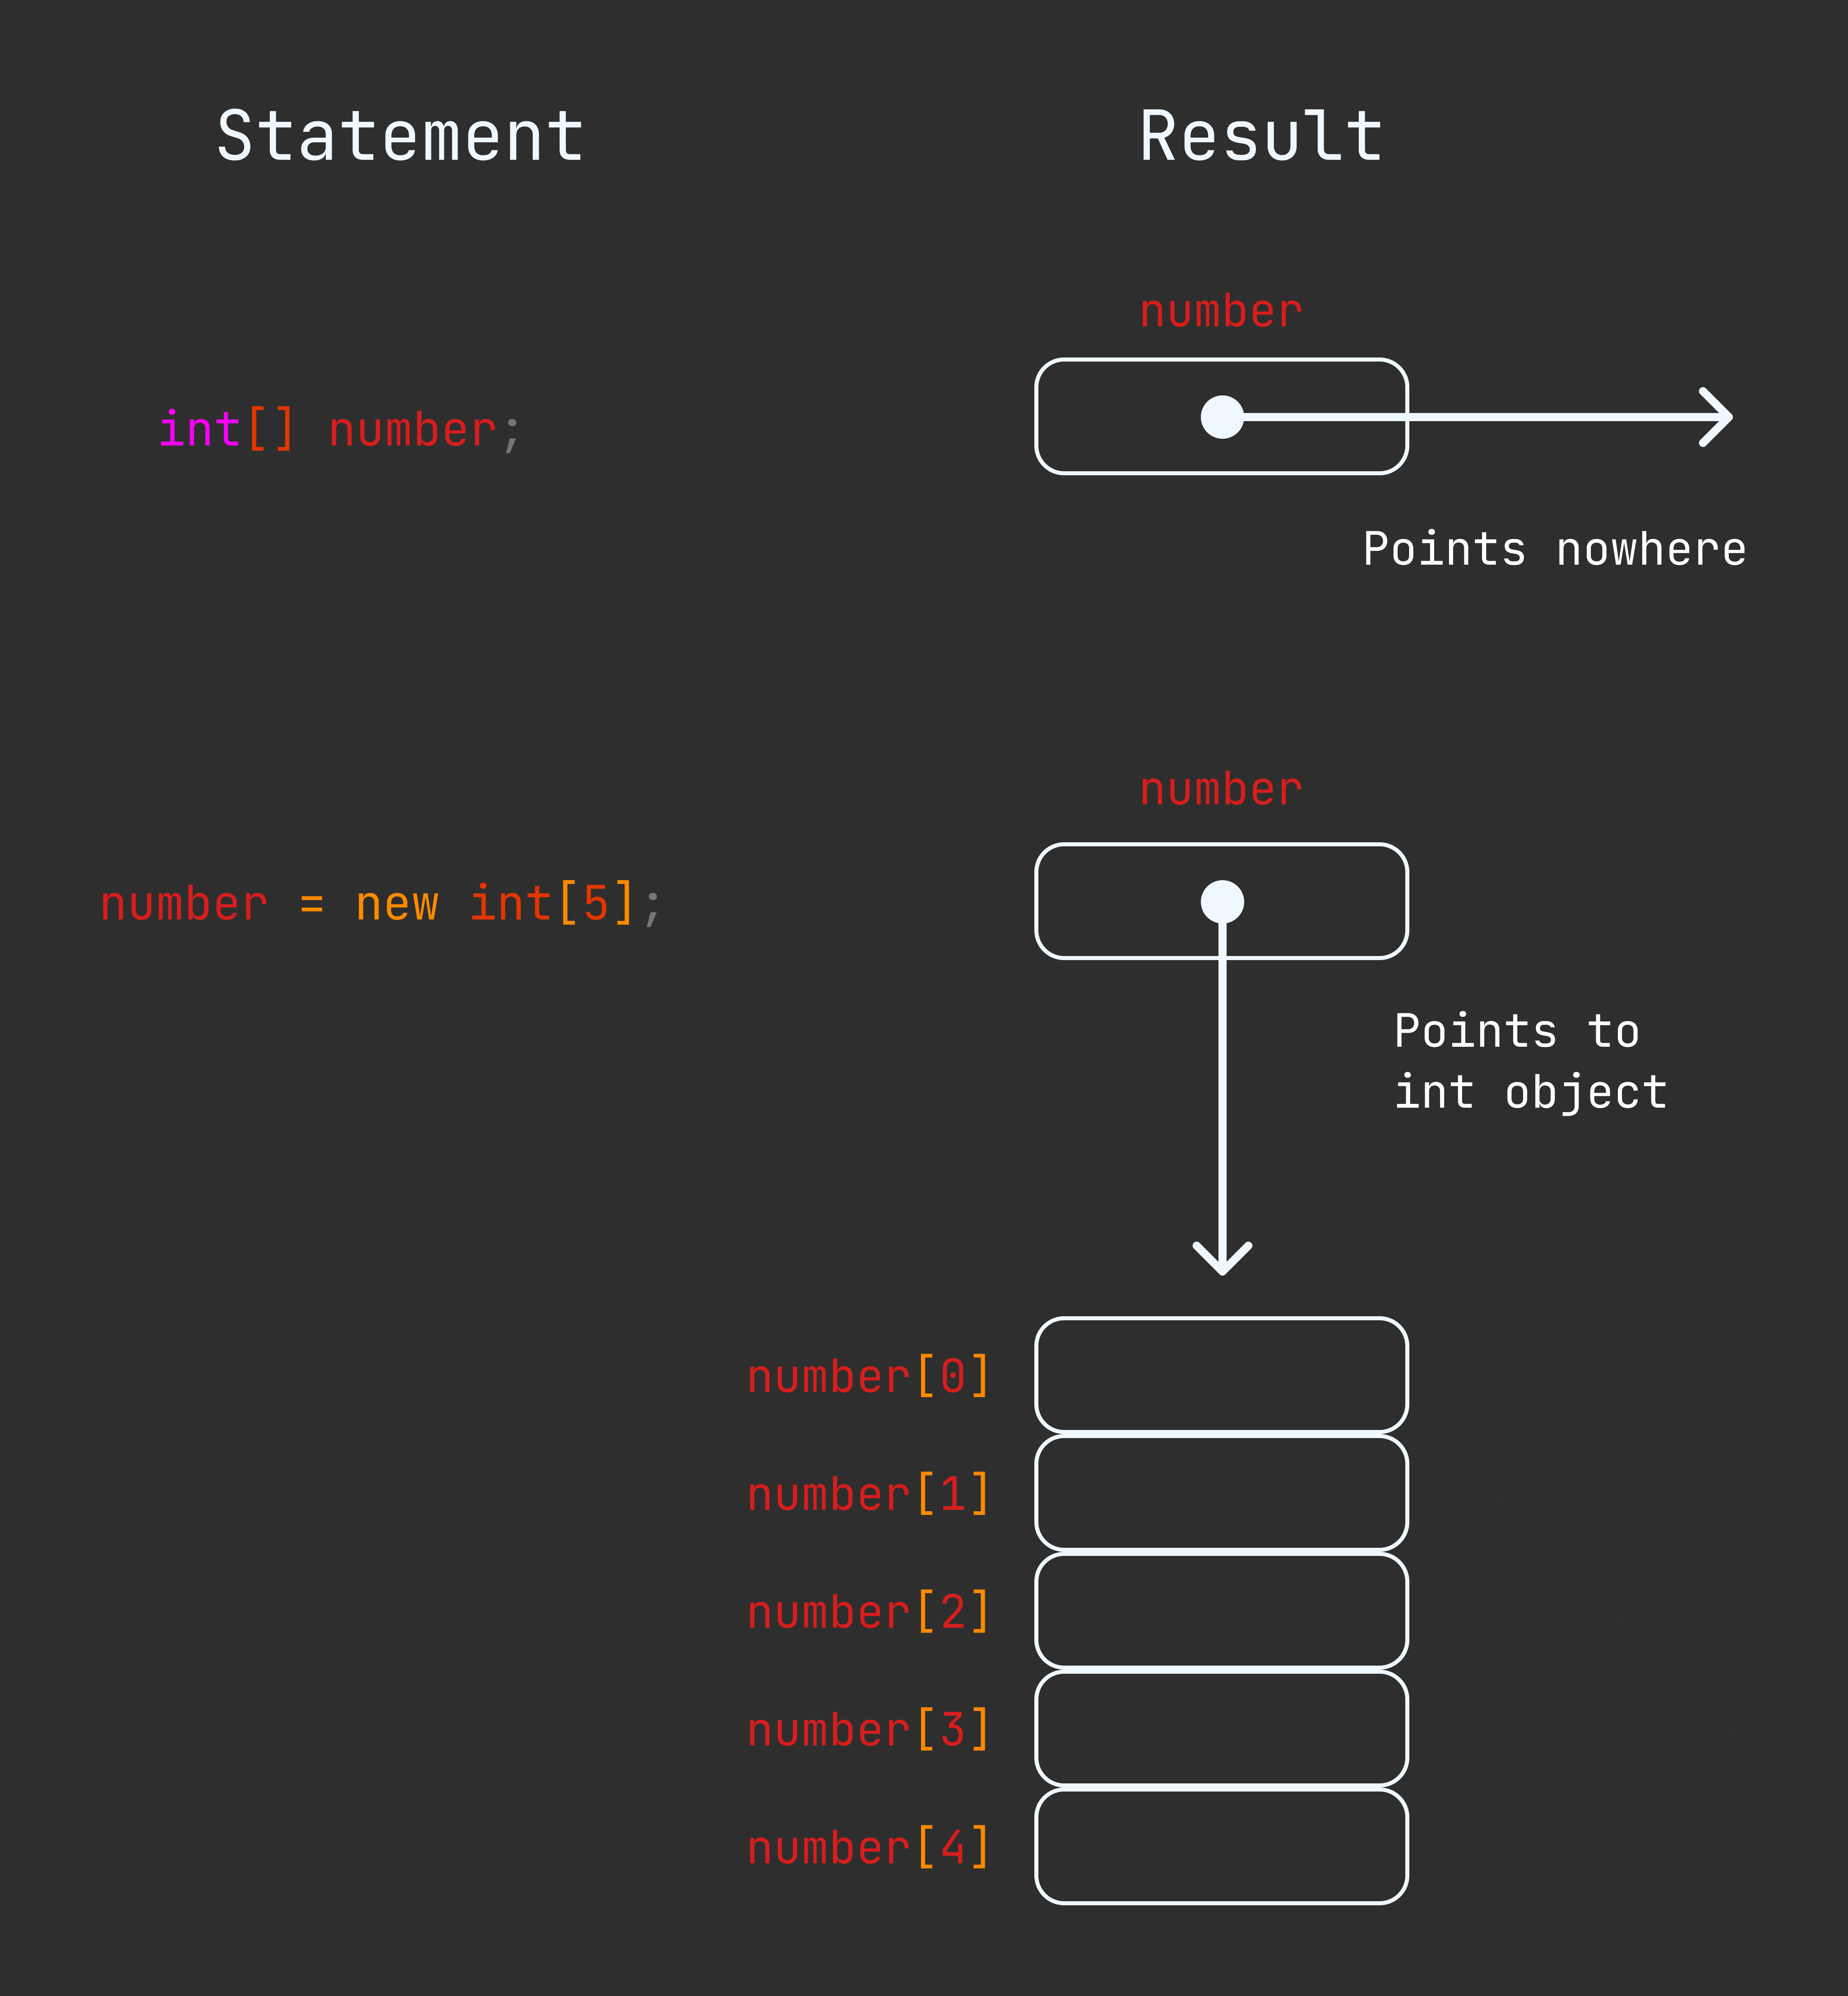 Statement
Result
number
int[] number;
Points nowhere
number
number = new int[5];
Points to
int object
number[0]
number[1]
number[2]
number[3]
number[4]